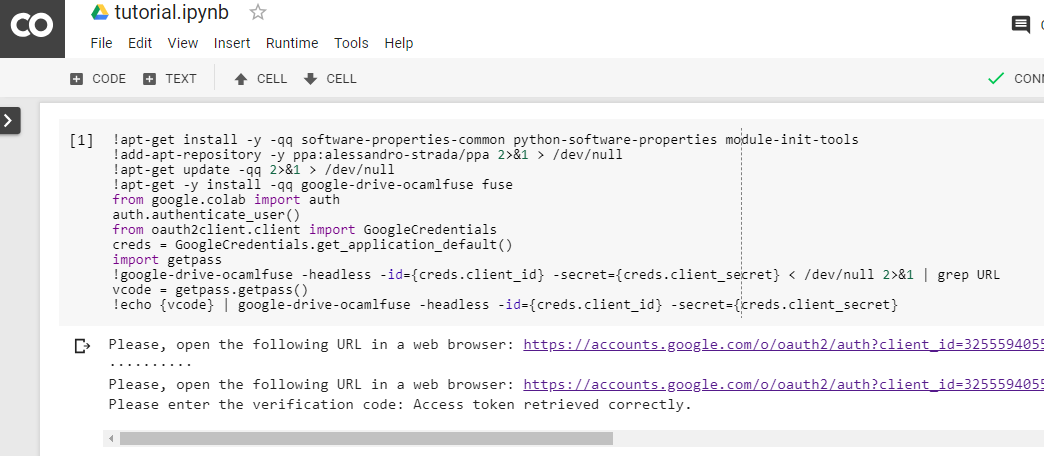 CO tutorial.ipynb
File Edit View Insert Runtime Tools Help
CODE TEXT CELL CELL
[1] !apt-get install -y -qq software-properties-common python-software-properties module-init-tools
!add-apt-repository -y ppa:alessandro-strada/ppa 2>&1 > /dev/null
!apt-get update -qq 2>&1 > /dev/null
!apt-get -y install -qq google-drive-ocamlfuse fuse
from google.colab import auth
auth.authenticate_user()
from oauth2client.client import GoogleCredentials
creds = GoogleCredentials.get_application_default()
import getpass
!google-drive-ocamlfuse -headless -id={creds.client_id} -secret={creds.client_secret} < /dev/null 2>&1 | grep URL
vcode = getpass.getpass()
!echo {vcode} | google-drive-ocamlfuse -headless -id={creds.client_id} -secret={creds.client_secret}
Please, open the following URL in a web browser: https://accounts.google.com/o/oauth2/auth?client_id=3255594055
··········
Please, open the following URL in a web browser: https://accounts.google.com/o/oauth2/auth?client_id=3255594055
Please enter the verification code: Access token retrieved correctly.